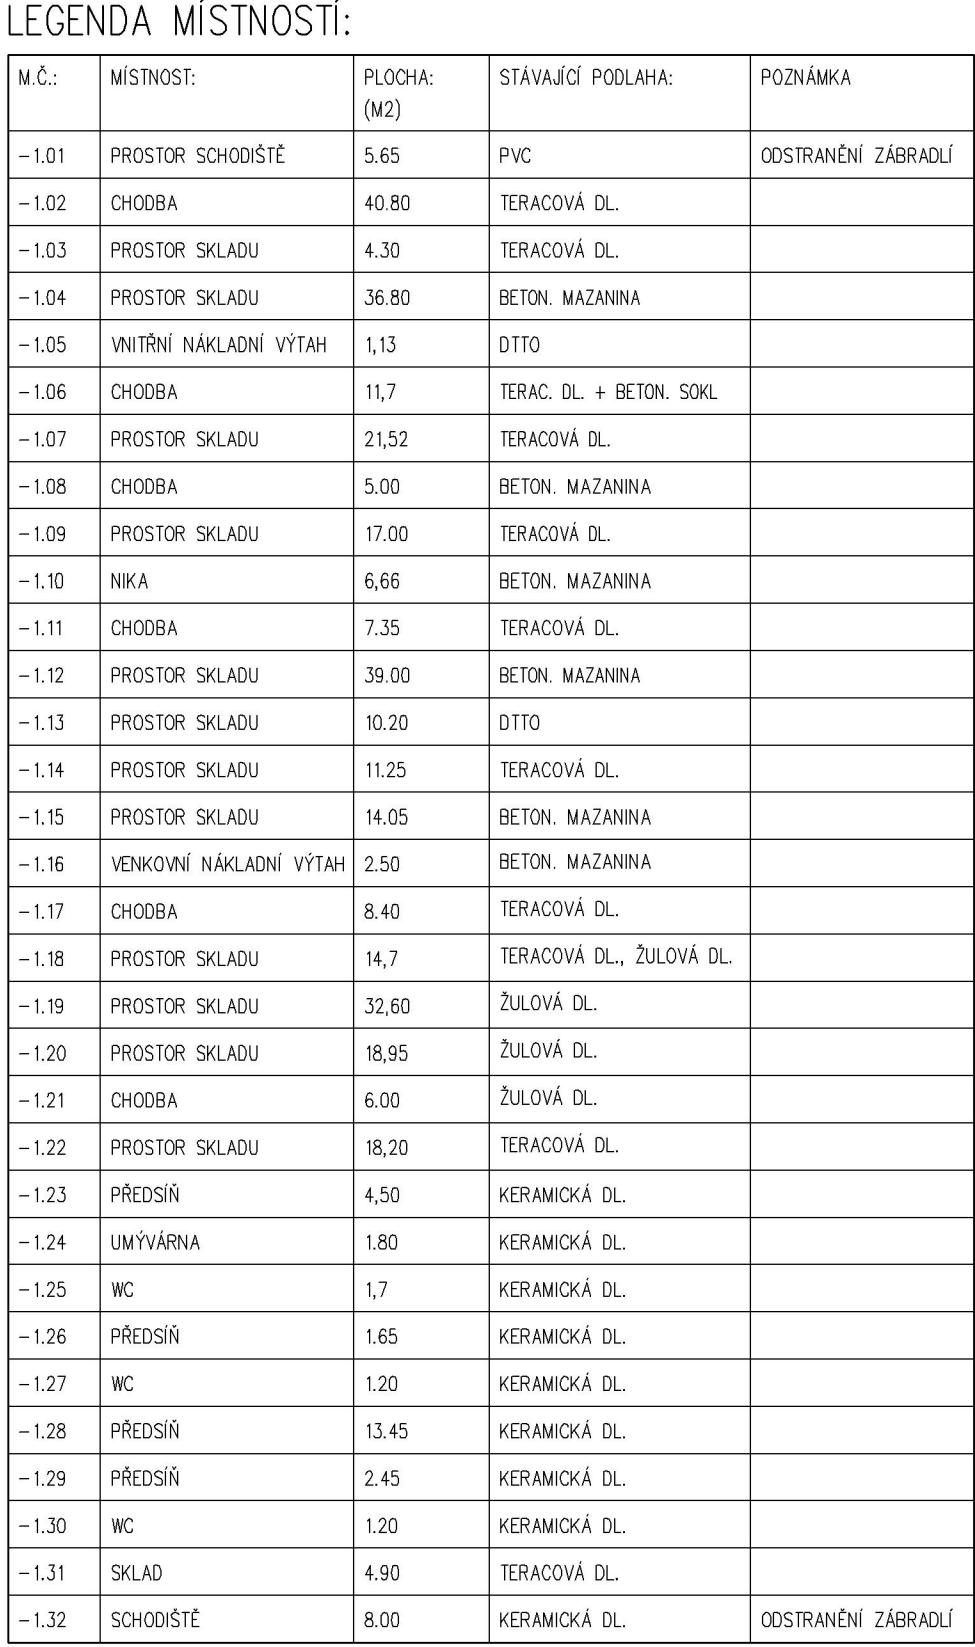 LEGENDA MÍSTNOSTÍ:
M.Č.: MÍSTNOST: PLOCHA: STÁVAJÍCÍ PODLAHA: POZNÁMKA
(M2)
-1.01 PROSTOR SCHODIŠTĚ 5.65 PVC ODSTRANĚNÍ ZÁBRADLÍ
-1.02 CHODBA 40.80 TERACOVÁ DL.
-1.03 PROSTOR SKLADU 4.30 TERACOVÁ DL.
-1.04 PROSTOR SKLADU 36.80 BETON. MAZANINA
-1.05 VNITŘNÍ NÁKLADNÍ VÝTAH 1,13 DTTO
-1.06 CHODBA 11,7 TERAC. DL. + BETON. SOKL
-1.07 PROSTOR SKLADU 21,52 TERACOVÁ DL.
-1.08 CHODBA 5.00 BETON. MAZANINA
-1.09 PROSTOR SKLADU 17.00 TERACOVÁ DL.
-1.10 NIKA 6,66 BETON. MAZANINA
-1.11 CHODBA 7.35 TERACOVÁ DL.
-1.12 PROSTOR SKLADU 39.00 BETON. MAZANINA
-1.13 PROSTOR SKLADU 10.20 DTTO
-1.14 PROSTOR SKLADU 11.25 TERACOVÁ DL.
-1.15 PROSTOR SKLADU 14.05 BETON. MAZANINA
-1.16 VENKOVNÍ NÁKLADNÍ VÝTAH 2.50 BETON. MAZANINA
-1.17 CHODBA 8.40 TERACOVÁ DL.
-1.18 PROSTOR SKLADU 14,7 TERACOVÁ DL., ŽULOVÁ DL.
-1.19 PROSTOR SKLADU 32,60 ŽULOVÁ DL.
-1.20 PROSTOR SKLADU 18,95 ŽULOVÁ DL.
-1.21 CHODBA 6.00 ŽULOVÁ DL.
-1.22 PROSTOR SKLADU 18,20 TERACOVÁ DL.
-1.23 PŘEDSÍŇ 4,50 KERAMICKÁ DL.
-1.24 UMÝVÁRNA 1.80 KERAMICKÁ DL.
-1.25 WC 1,7 KERAMICKÁ DL.
-1.26 PŘEDSÍŇ 1.65 KERAMICKÁ DL.
-1.27 WC 1.20 KERAMICKÁ DL.
-1.28 PŘEDSÍŇ 13.45 KERAMICKÁ DL.
-1.29 PŘEDSÍŇ 2.45 KERAMICKÁ DL.
-1.30 WC 1.20 KERAMICKÁ DL.
-1.31 SKLAD 4.90 TERACOVÁ DL.
-1.32 SCHODIŠTĚ 8.00 KERAMICKÁ DL. ODSTRANĚNÍ ZÁBRADLÍ